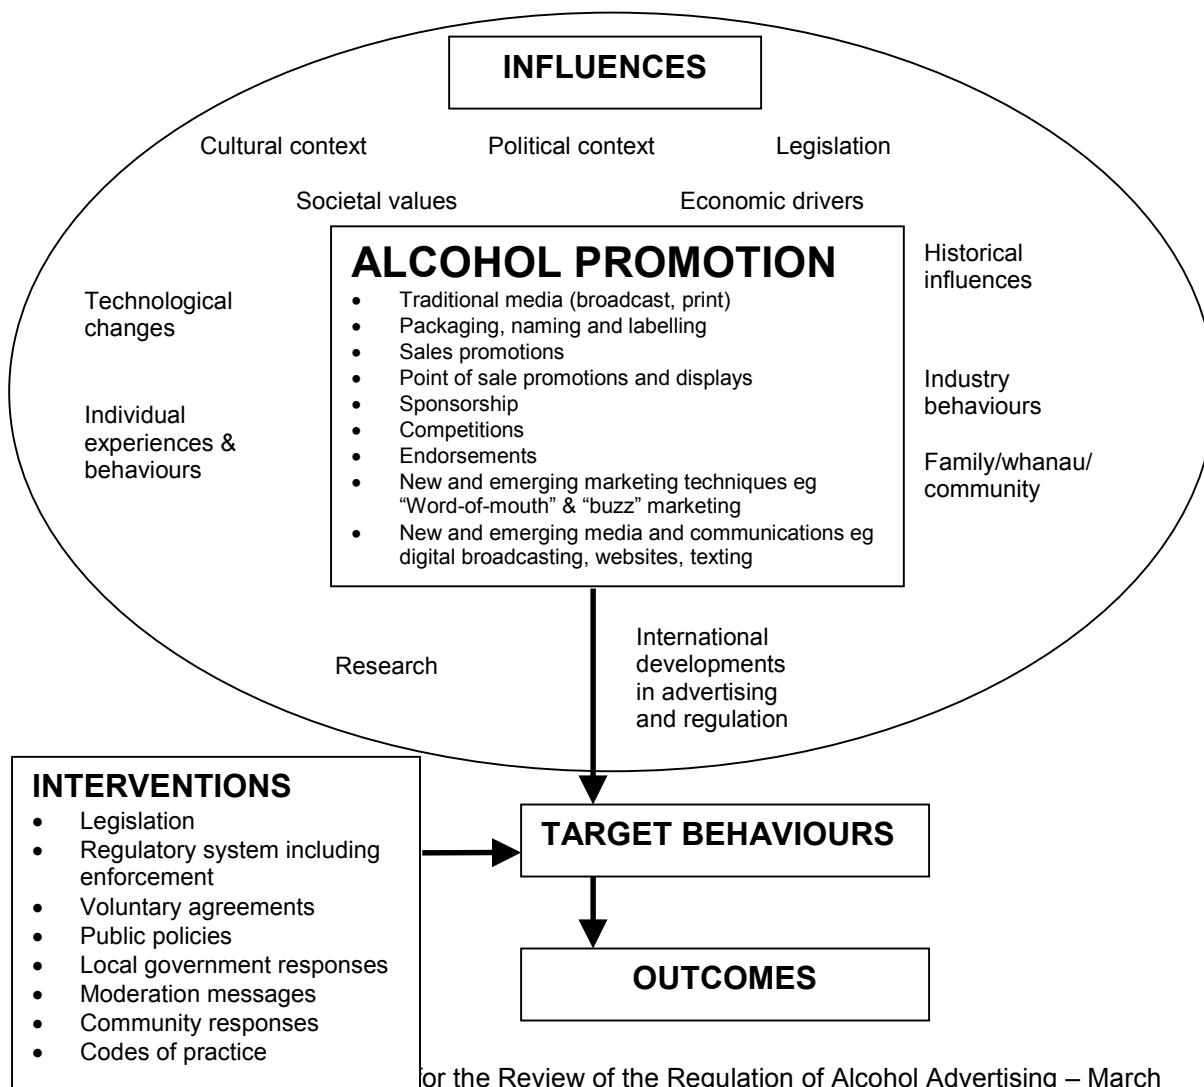 INFLUENCES
Cultural context
Political context
Legislation
Societal values
Economic drivers
ALCOHOL PROMOTION
• Traditional media (broadcast, print)
• Packaging, naming and labelling
• Sales promotions
• Point of sale promotions and displays
• Sponsorship
• Competitions
• Endorsements
• New and emerging marketing techniques eg
“Word-of-mouth” & “buzz” marketing
• New and emerging media and communications eg
digital broadcasting, websites, texting
Technological
changes
Individual
experiences &
behaviours
Historical
influences
Industry
behaviours
Family/whanau/
community
Research
International
developments
in advertising
and regulation
INTERVENTIONS
• Legislation
• Regulatory system including
enforcement
• Voluntary agreements
• Public policies
• Local government responses
• Moderation messages
• Community responses
• Codes of practice
TARGET BEHAVIOURS
OUTCOMES
for the Review of the Regulation of Alcohol Advertising – March